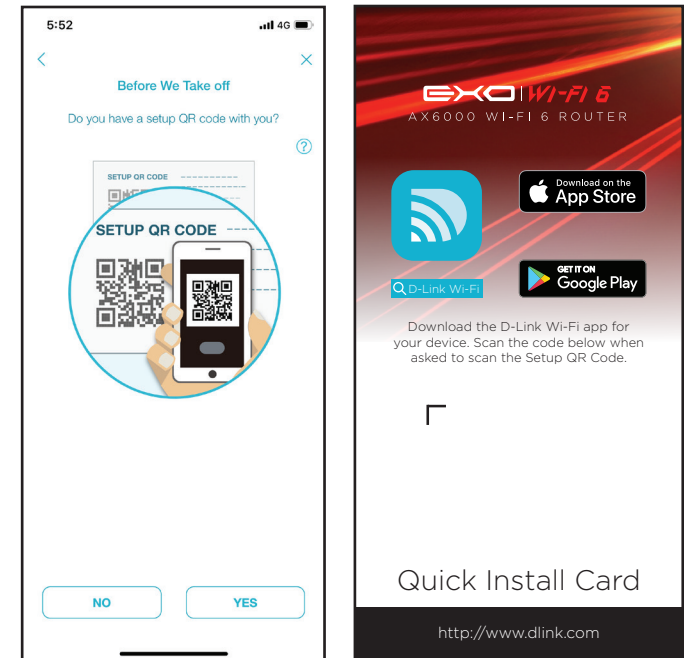 5:52
4G
Before We Take off
Do you have a setup QR code with you?
?
SETUP QR CODE
SETUP QR CODE
NO
YES
EXO WI-FI 6
AX6000 WI-FI 6 ROUTER
Download on the
App Store
D-Link Wi-Fi
GET IT ON
Google Play
Download the D-Link Wi-Fi app for
your device. Scan the code below when
asked to scan the Setup QR Code.
Quick Install Card
http://www.dlink.com